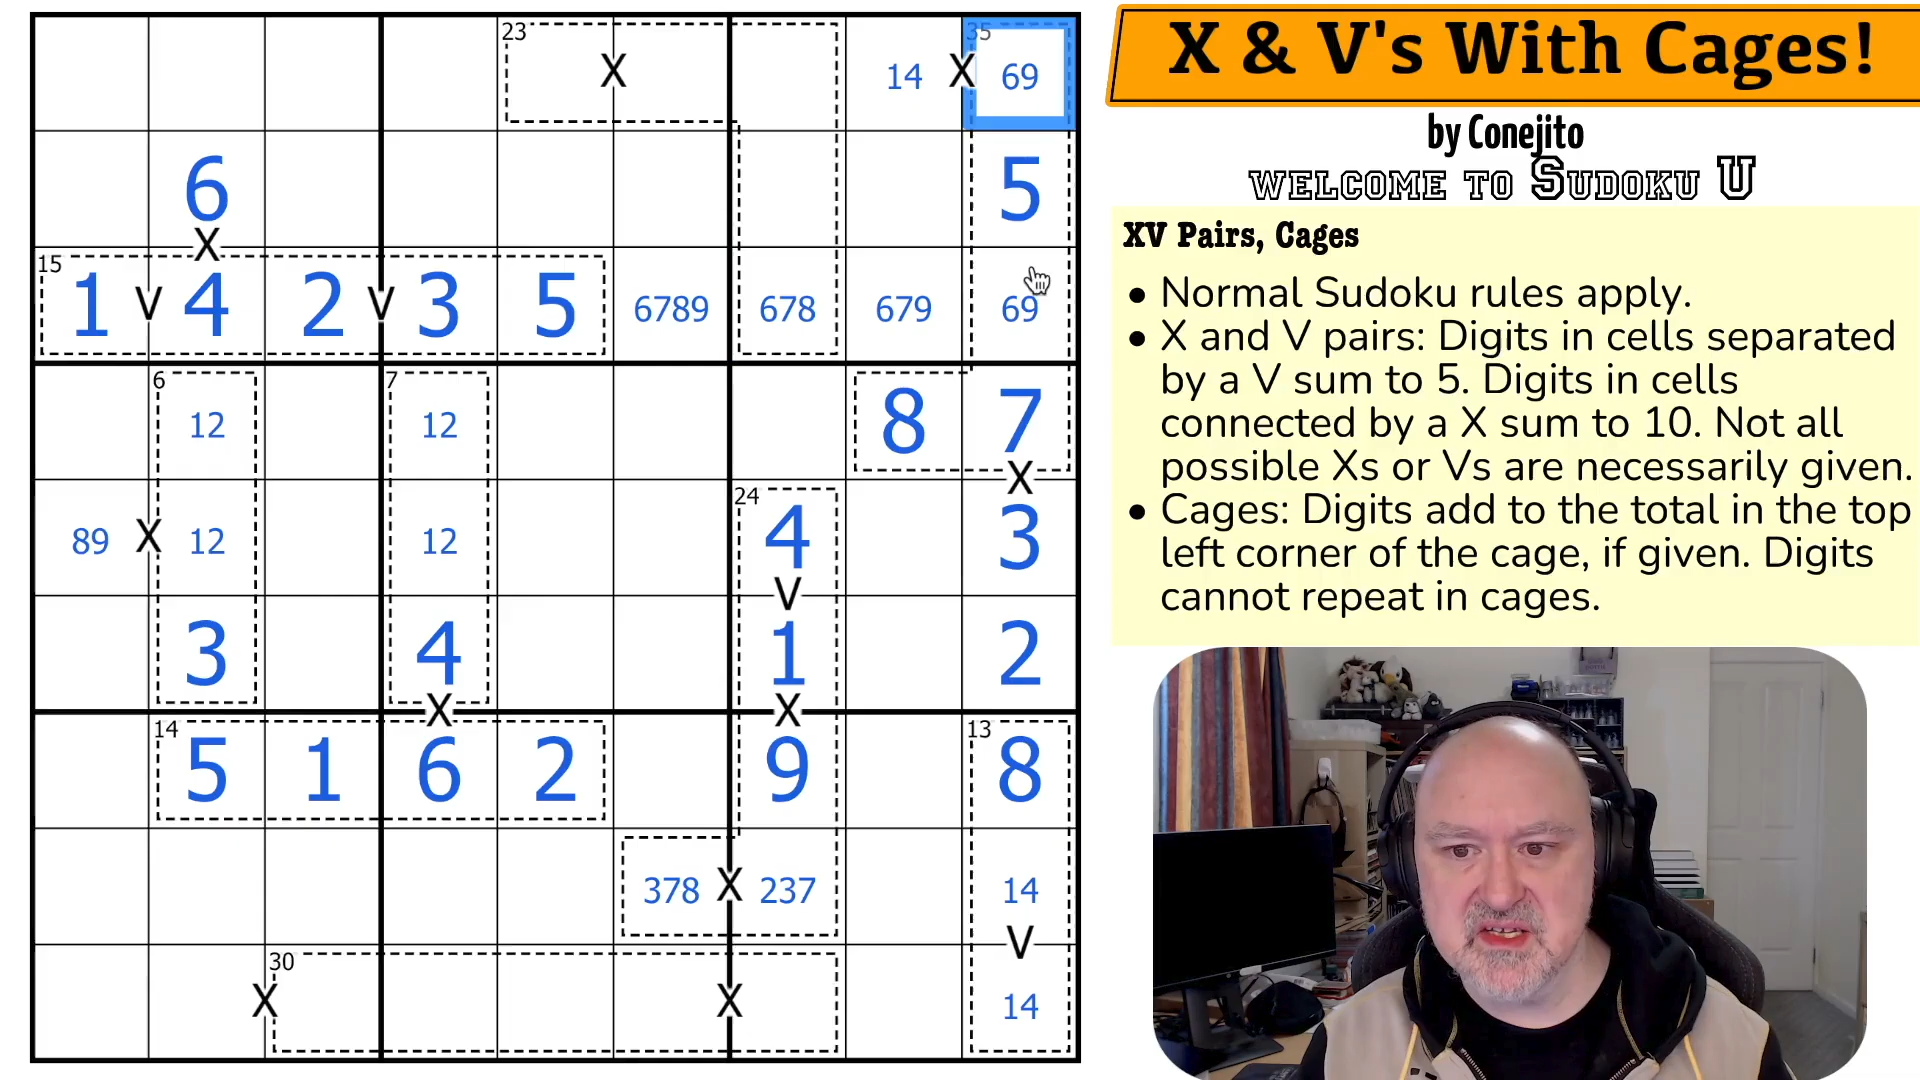 X & V's With Cages!
by Conejito
WELCOME TO SUDOKU U
XV Pairs, Cages
• Normal Sudoku rules apply.
• X and V pairs: Digits in cells separated
by a V sum to 5. Digits in cells
connected by a X sum to 10. Not all
possible Xs or Vs are necessarily given.
• Cages: Digits add to the total in the top
left corner of the cage, if given. Digits
cannot repeat in cages.
23 35
X 14 X 69
6 5
X
15
1 V 4 2 V 3 5 6789 678 679 69
6 7
12 12 8 7
X
24
89 X 12 12 4 3
V
3 4 1 2
X X
14 13
5 1 6 2 9 8
378 X 237 14
V
30
X X 14